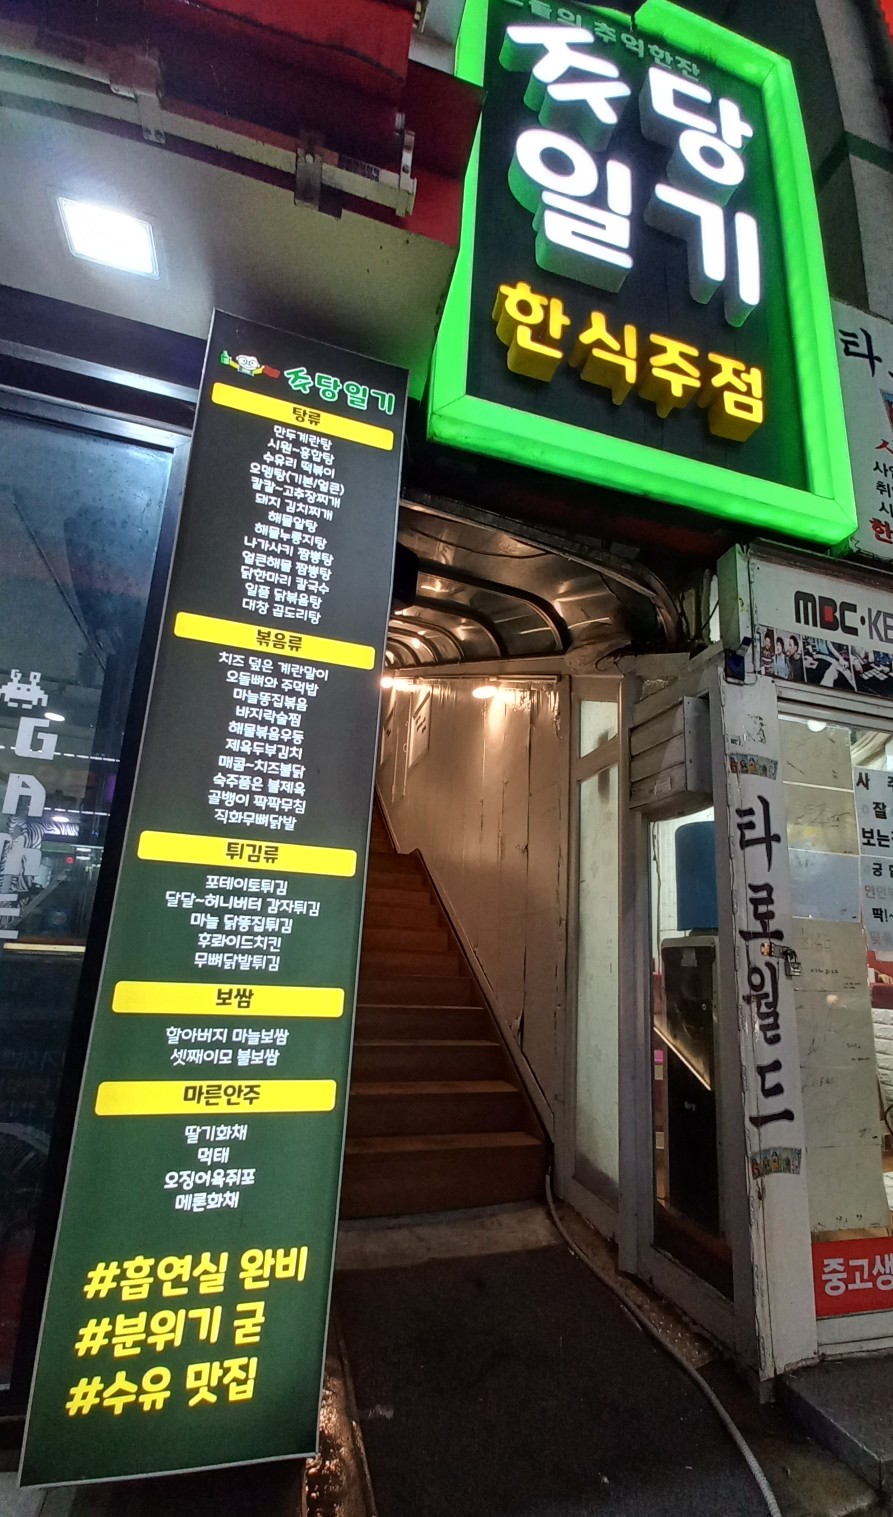 추억한잔
츳당
일기
한식주점
츳당일기
탕류
만두계란탕
시원~홍합탕
수유리 떡볶이
오뎅탕(기본/얼큰)
칼칼~고추장찌개
돼지 김치찌개
해물알탕
해물누룽지탕
나가사키 짬뽕탕
얼큰해물 짬뽕탕
닭한마리 칼국수
일품 닭볶음탕
대창 곱도리탕
볶음류
치즈 덮은 계란말이
오돌뼈와 주먹밥
마늘똥집볶음
바지락술찜
해물볶음우동
제육두부김치
매콤~치즈불닭
숙주품은 불제육
골뱅이 팍팍무침
직화무뼈닭발
튀김류
포테이토튀김
달달~허니버터 감자튀김
마늘 닭똥집튀김
후롸이드치킨
무뼈닭발튀김
보쌈
할아버지 마늘보쌈
셋째이모 불보쌈
마른안주
딸기화채
먹태
오징어육쥐포
메론화채
#흡연실 완비
#분위기 굳
#수유 맛집
MBC·KB
타로월드
보는
중고생